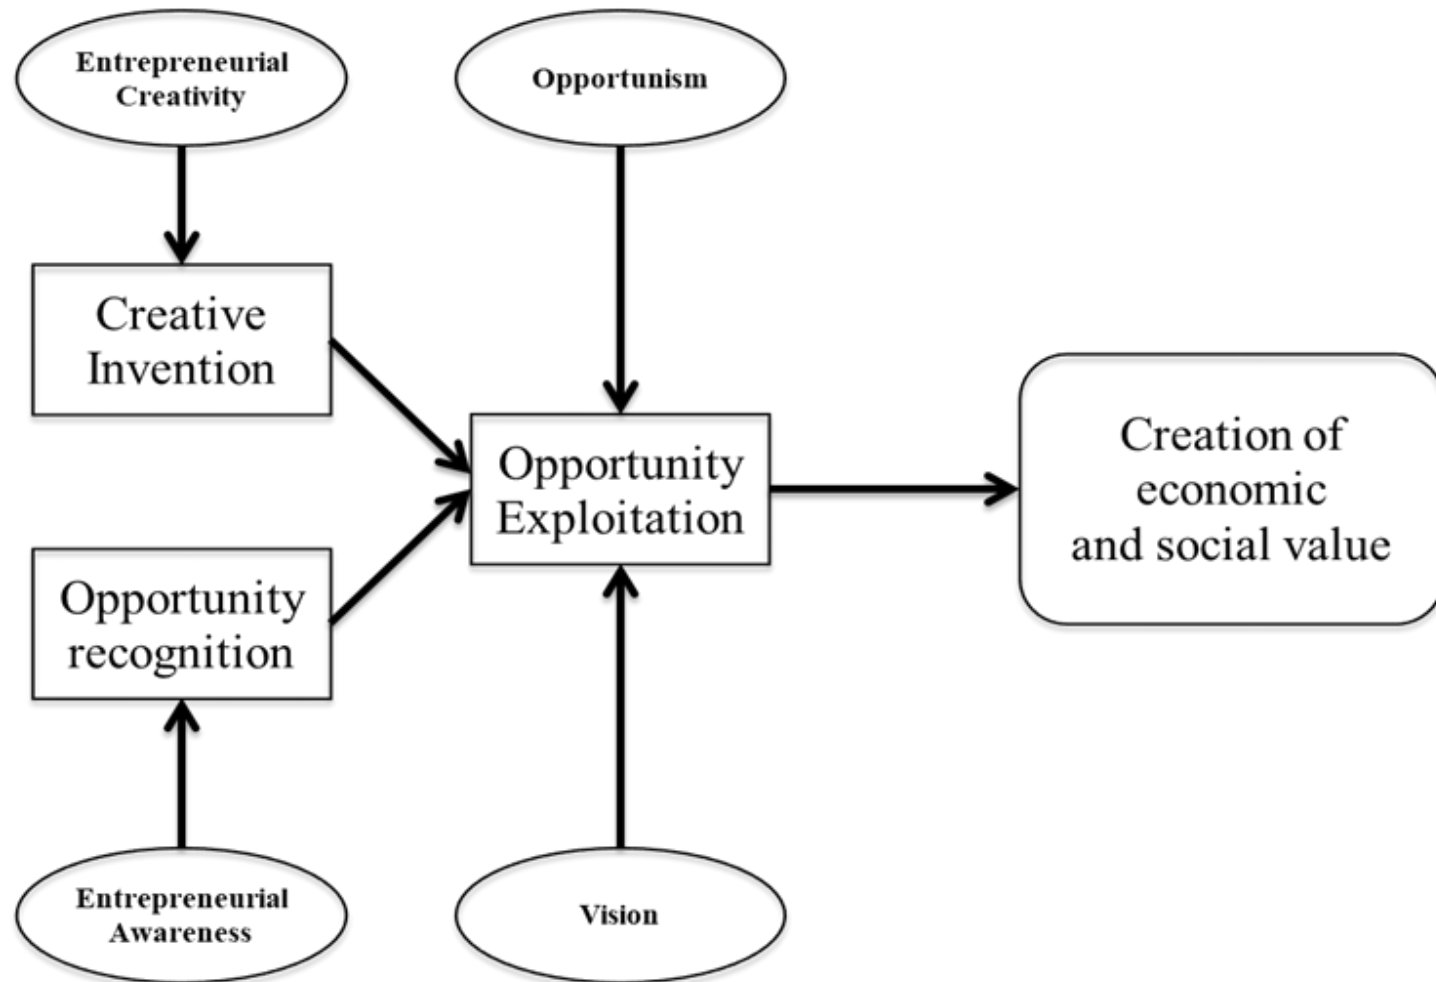 Entrepreneurial
Creativity
Opportunism
Creative
Invention
Opportunity
Exploitation
Creation of
economic
and social value
Opportunity
recognition
Entrepreneurial
Awareness
Vision